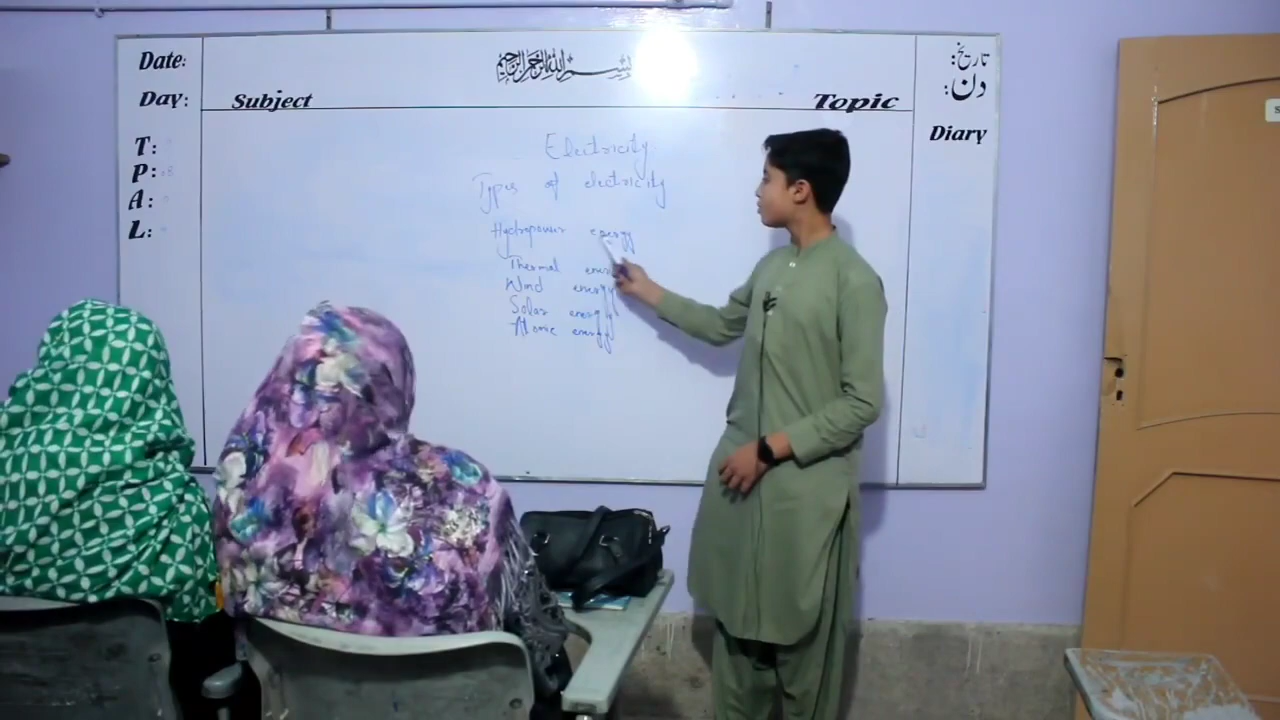 Date:
بسم اللہ الرحمن الرحیم
تاریخ:
Day:
Subject
Topic
دن:
Diary
T:
P:
A:
L:
Electricity
Types of electricity
Hydropower energy
Thermal energy
Wind energy
Solar energy
Atomic energy